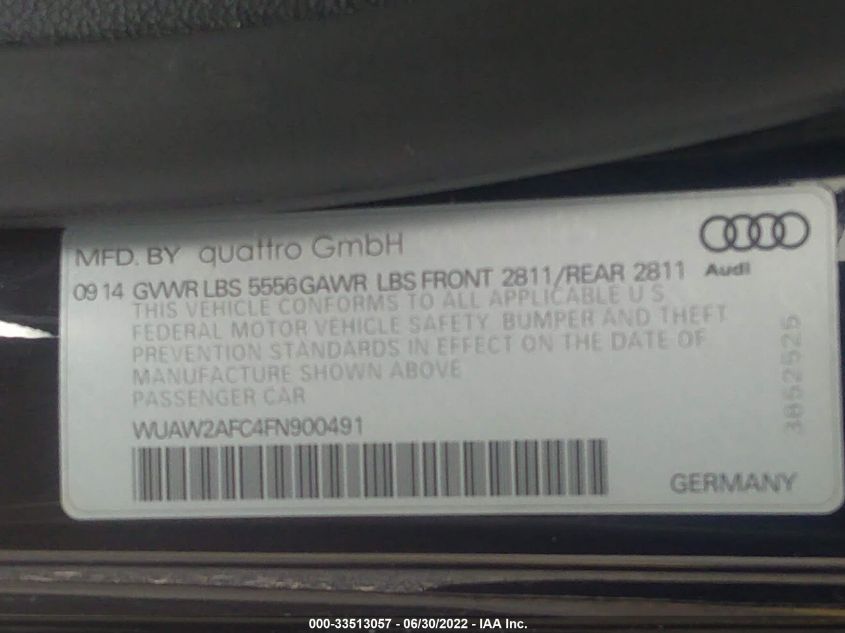 MFD. BY quattro GmbH
Audi
09 14 GVWR LBS 5556 GAWR LBS FRONT 2811/REAR 2811
THIS VEHICLE CONFORMS TO ALL APPLICABLE U S
FEDERAL MOTOR VEHICLE SAFETY BUMPER AND THEFT
PREVENTION STANDARDS IN EFFECT ON THE DATE OF
MANUFACTURE SHOWN ABOVE
PASSENGER CAR
WUAW2AFC4FN900491
GERMANY
3852525
000-33513057 - 06/30/2022 - IAA Inc.